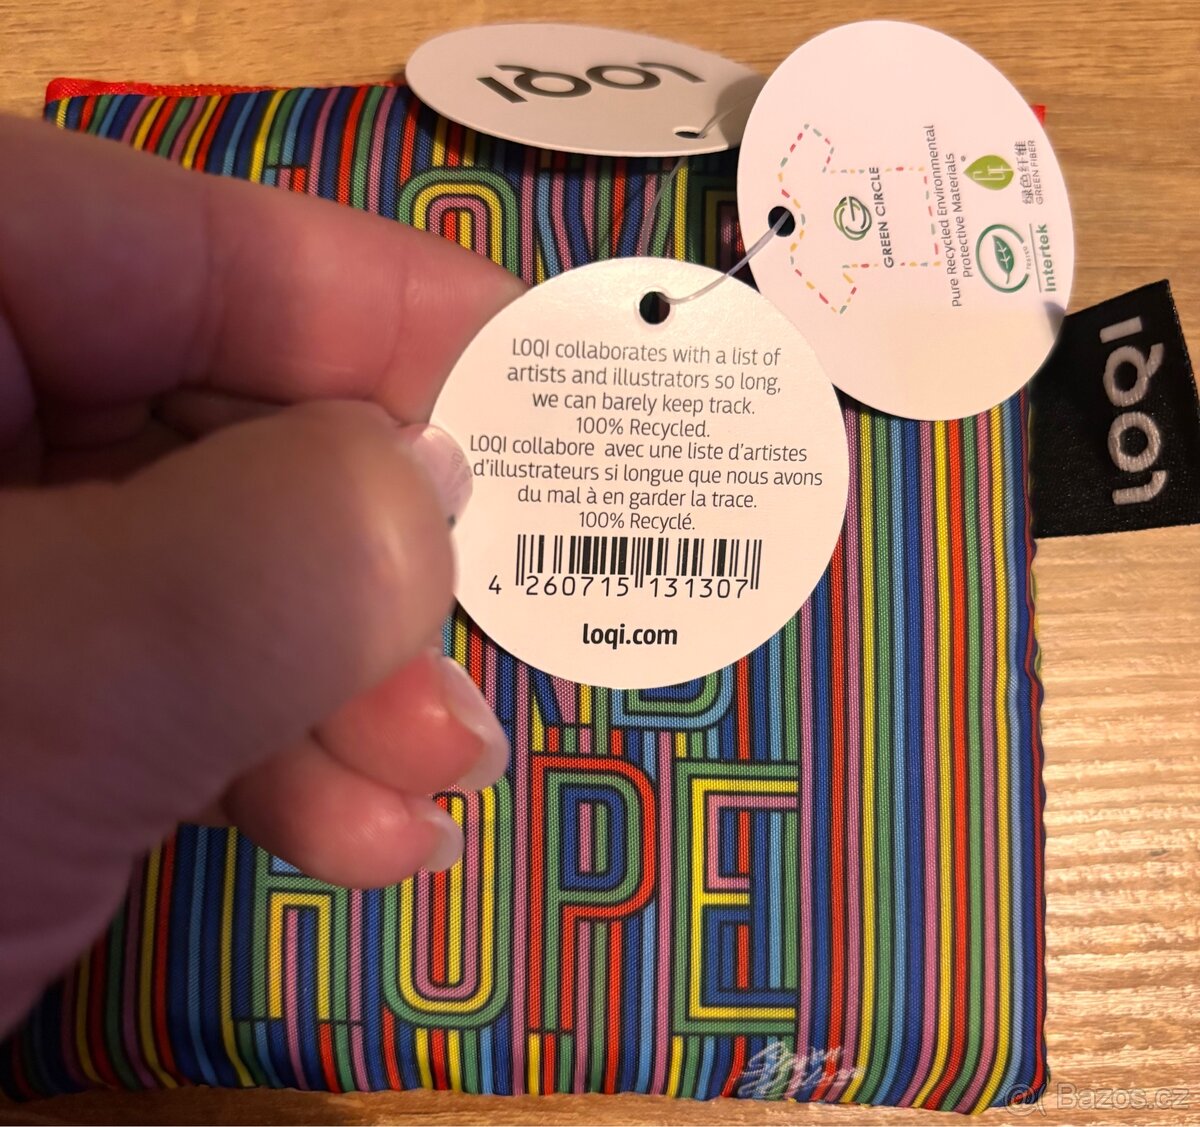 LOQI
GREEN CIRCLE
Pure Recycled Environmental
Protective Materials
®
GF
绿色纤维
GREEN FIBER
TESTED
intertek
LOQI
LOQI collaborates with a list of
artists and illustrators so long,
we can barely keep track.
100% Recycled.
LOQI collabore avec une liste d'artistes
d'illustrateurs si longue que nous avons
du mal à en garder la trace.
100% Recyclé.
4 260715 131307
loqi.com
HOPE
Bazos.cz